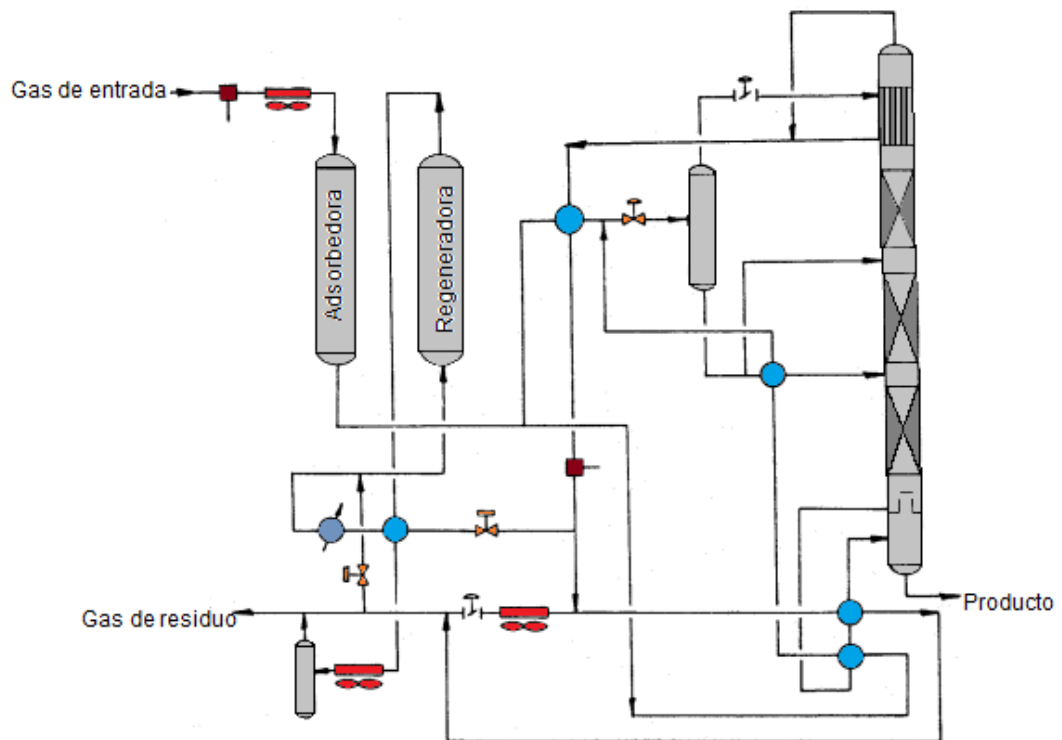 Gas de entrada
Adsorbedora
Regeneradora
Gas de residuo
Producto